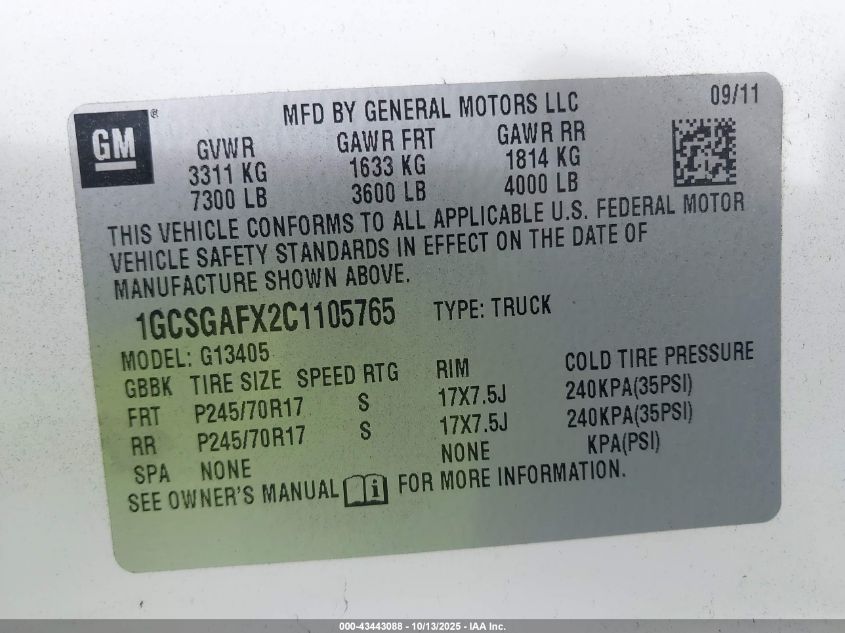 GM ®
MFD BY GENERAL MOTORS LLC 09/11
GVWR GAWR FRT GAWR RR
3311 KG 1633 KG 1814 KG
7300 LB 3600 LB 4000 LB
THIS VEHICLE CONFORMS TO ALL APPLICABLE U.S. FEDERAL MOTOR
VEHICLE SAFETY STANDARDS IN EFFECT ON THE DATE OF
MANUFACTURE SHOWN ABOVE.
1GCSGAFX2C1105765 TYPE: TRUCK
MODEL: G13405
GBBK TIRE SIZE SPEED RTG RIM COLD TIRE PRESSURE
FRT P245/70R17 S 17X7.5J 240KPA(35PSI)
RR P245/70R17 S 17X7.5J 240KPA(35PSI)
SPA NONE NONE KPA(PSI)
SEE OWNER'S MANUAL FOR MORE INFORMATION.
000-43443088 - 10/13/2025 - IAA Inc.